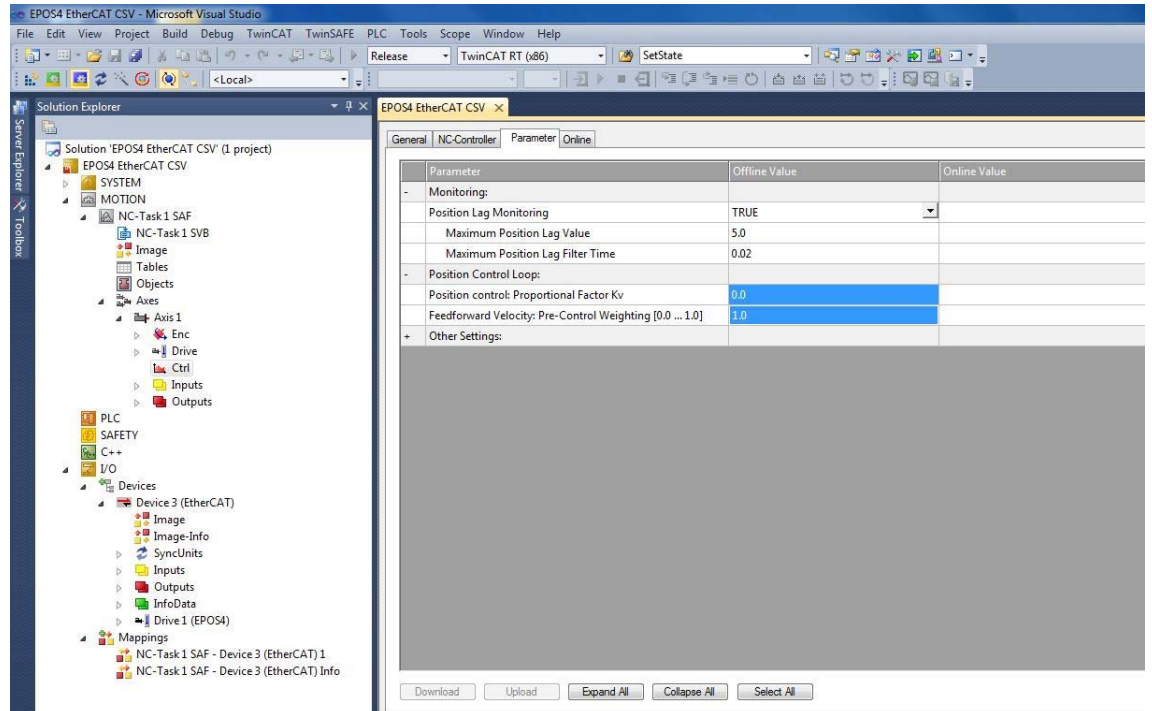 EPOS4 EtherCAT CSV - Microsoft Visual Studio
File Edit View Project Build Debug TwinCAT TwinSAFE PLC Tools Scope Window Help
Release TwinCAT RT (x86) SetState
<Local>
Server Explorer
Toolbox
Solution Explorer
Solution 'EPOS4 EtherCAT CSV' (1 project)
EPOS4 EtherCAT CSV
SYSTEM
MOTION
NC-Task 1 SAF
NC-Task 1 SVB
Image
Tables
Objects
Axes
Axis 1
Enc
Drive
Ctrl
Inputs
Outputs
PLC
SAFETY
C++
I/O
Devices
Device 3 (EtherCAT)
Image
Image-Info
SyncUnits
Inputs
Outputs
InfoData
Drive 1 (EPOS4)
Mappings
NC-Task 1 SAF - Device 3 (EtherCAT) 1
NC-Task 1 SAF - Device 3 (EtherCAT) Info
EPOS4 EtherCAT CSV
General NC-Controller Parameter Online
Parameter Offline Value Online Value
- Monitoring:
Position Lag Monitoring TRUE
Maximum Position Lag Value 5.0
Maximum Position Lag Filter Time 0.02
- Position Control Loop:
Position control: Proportional Factor Kv 0.0
Feedforward Velocity: Pre-Control Weighting [0.0 ... 1.0] 1.0
+ Other Settings:
Download Upload Expand All Collapse All Select All